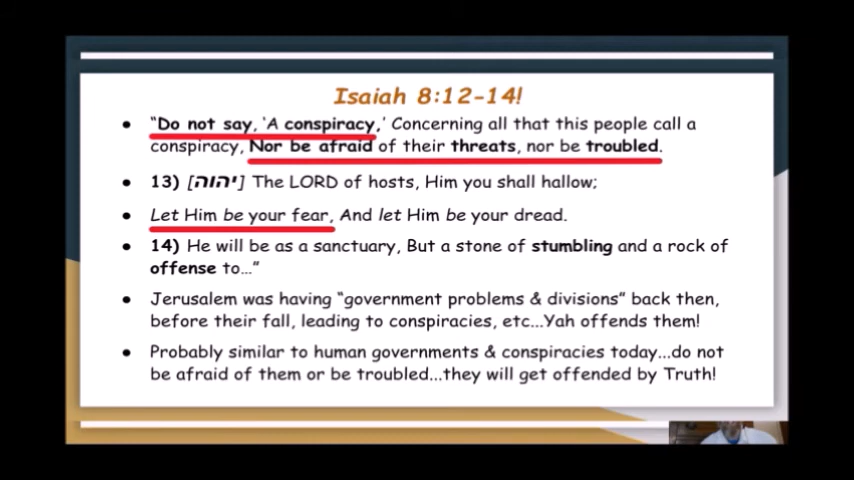 Isaiah 8:12-14!
• "Do not say, 'A conspiracy,' Concerning all that this people call a
conspiracy, Nor be afraid of their threats, nor be troubled.
• 13) [יהוה] The LORD of hosts, Him you shall hallow;
• Let Him be your fear, And let Him be your dread.
• 14) He will be as a sanctuary, But a stone of stumbling and a rock of
offense to..."
• Jerusalem was having "government problems & divisions" back then,
before their fall, leading to conspiracies, etc...Yah offends them!
• Probably similar to human governments & conspiracies today...do not
be afraid of them or be troubled...they will get offended by Truth!